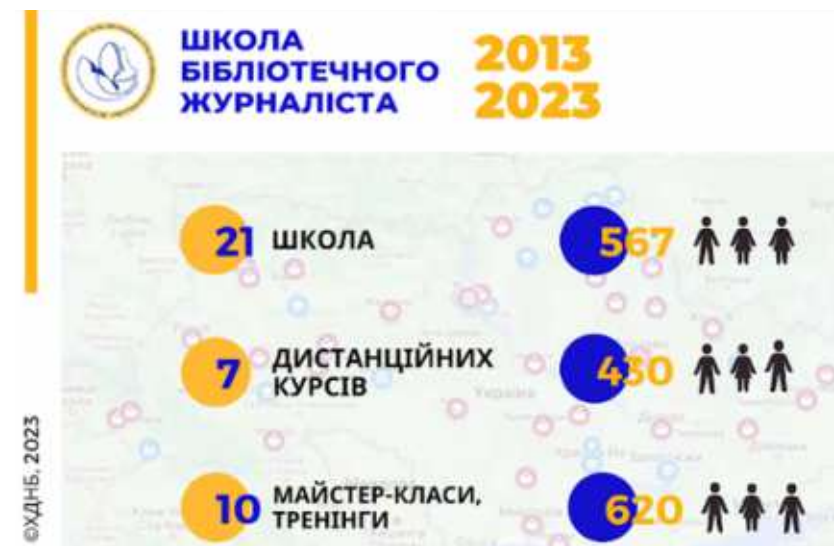 ШКОЛА
БІБЛІОТЕЧНОГО
ЖУРНАЛІСТА
2013
2023
21 ШКОЛА
567
7 ДИСТАНЦІЙНИХ
КУРСІВ
430
10 МАЙСТЕР-КЛАСИ,
ТРЕНІНГИ
620
©ХДНБ, 2023
Україна